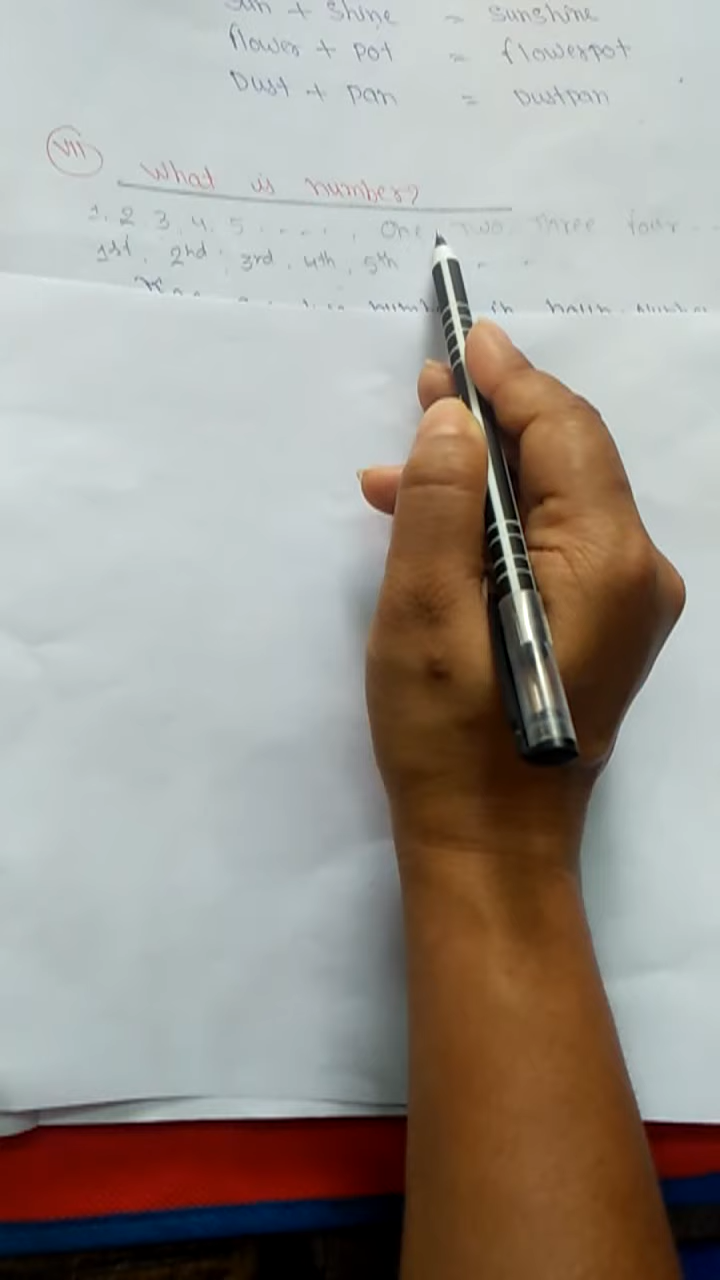 Sun + Shine = Sunshine
flower + pot = flowerpot
Dust + pan = Dustpan
VII What is number?
1, 2 3, 4, 5 ....., One, Two, Three four...
1st, 2nd, 3rd, 4th, 5th - -